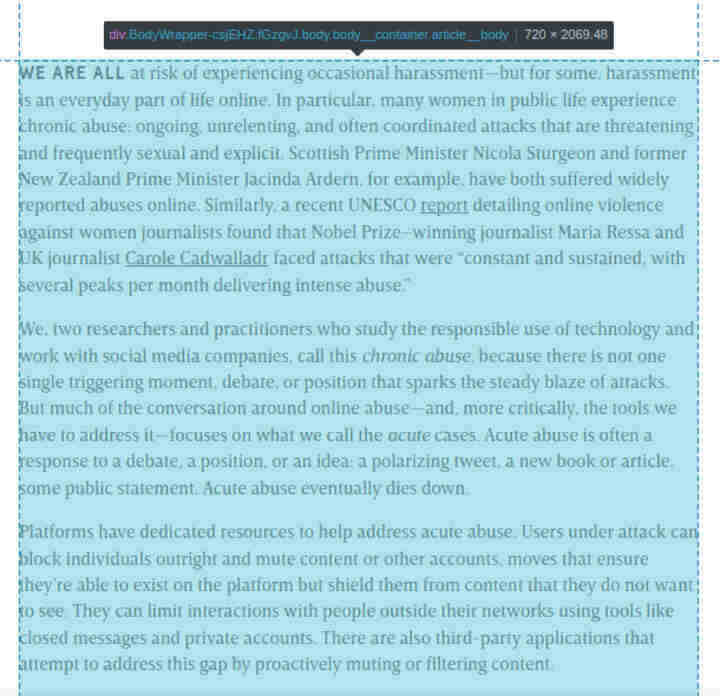 div.BodyWrapper-csjEHZ.fGzgvJ.body.body__container.article__body | 720 × 2069.48
WE ARE ALL at risk of experiencing occasional harassment—but for some, harassment
is an everyday part of life online. In particular, many women in public life experience
chronic abuse: ongoing, unrelenting, and often coordinated attacks that are threatening
and frequently sexual and explicit. Scottish Prime Minister Nicola Sturgeon and former
New Zealand Prime Minister Jacinda Ardern, for example, have both suffered widely
reported abuses online. Similarly, a recent UNESCO report detailing online violence
against women journalists found that Nobel Prize–winning journalist Maria Ressa and
UK journalist Carole Cadwalladr faced attacks that were “constant and sustained, with
several peaks per month delivering intense abuse.”
We, two researchers and practitioners who study the responsible use of technology and
work with social media companies, call this chronic abuse, because there is not one
single triggering moment, debate, or position that sparks the steady blaze of attacks.
But much of the conversation around online abuse—and, more critically, the tools we
have to address it—focuses on what we call the acute cases. Acute abuse is often a
response to a debate, a position, or an idea: a polarizing tweet, a new book or article,
some public statement. Acute abuse eventually dies down.
Platforms have dedicated resources to help address acute abuse. Users under attack can
block individuals outright and mute content or other accounts, moves that ensure
they’re able to exist on the platform but shield them from content that they do not want
to see. They can limit interactions with people outside their networks using tools like
closed messages and private accounts. There are also third-party applications that
attempt to address this gap by proactively muting or filtering content.